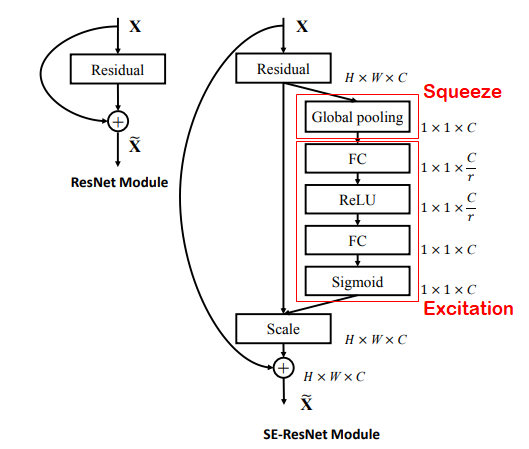 X
Residual
+
X̃
ResNet Module
X
Residual
H × W × C
Squeeze
Global pooling
1 × 1 × C
FC
1 × 1 × C/r
ReLU
1 × 1 × C/r
FC
1 × 1 × C
Sigmoid
1 × 1 × C
Excitation
Scale
H × W × C
+
H × W × C
X̃
SE-ResNet Module